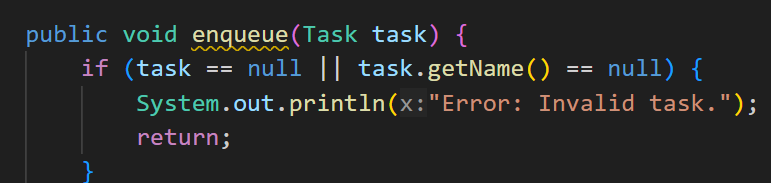 public void enqueue(Task task) {
    if (task == null || task.getName() == null) {
        System.out.println(x:"Error: Invalid task.");
        return;
    }